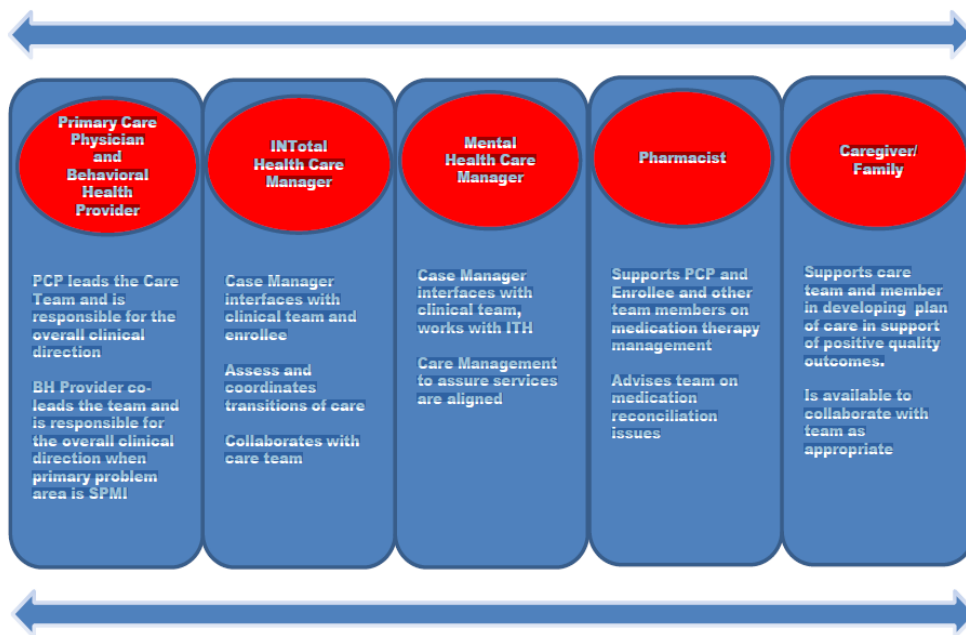 Primary Care
Physician
and
Behavioral
Health
Provider
PCP leads the Care
Team and is
responsible for the
overall clinical
direction
BH Provider co-
leads the team and
is responsible for
the overall clinical
direction when
primary problem
area is SPMI
INTotal
Health Care
Manager
Case Manager
interfaces with
clinical team and
enrollee
Assess and
coordinates
transitions of care
Collaborates with
care team
Mental
Health Care
Manager
Case Manager
interfaces with
clinical team,
works with ITH
Care Management
to assure services
are aligned
Pharmacist
Supports PCP and
Enrollee and other
team members on
medication therapy
management
Advises team on
medication
reconciliation
issues
Caregiver/
Family
Supports care
team and member
in developing plan
of care in support
of positive quality
outcomes.
Is available to
collaborate with
team as
appropriate